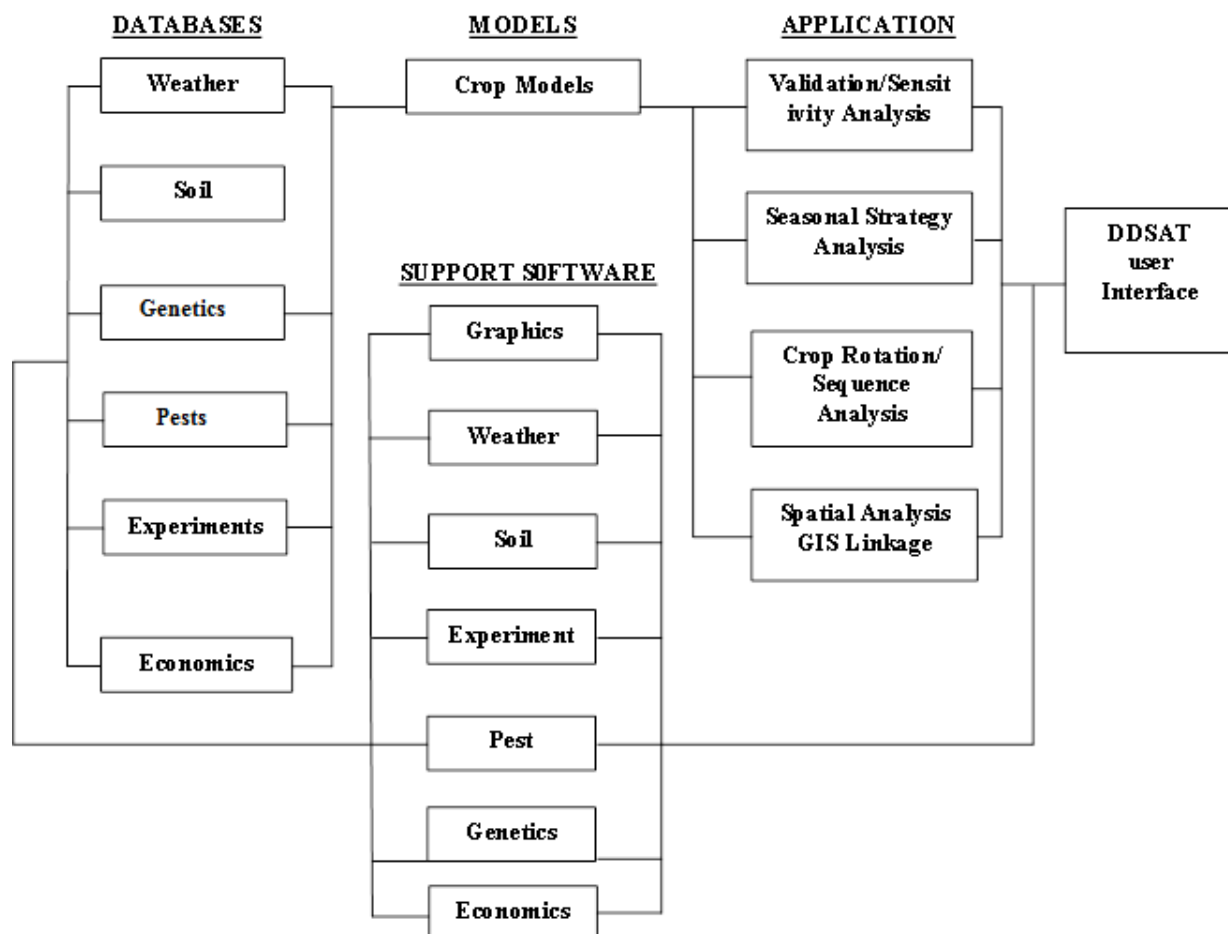 DATABASES
Weather
Soil
Genetics
Pests
Experiments
Economics
MODELS
Crop Models
SUPPORT SOFTWARE
Graphics
Weather
Soil
Experiment
Pest
Genetics
Economics
APPLICATION
Validation/Sensit
ivity Analysis
Seasonal Strategy
Analysis
Crop Rotation/
Sequence
Analysis
Spatial Analysis
GIS Linkage
DDSAT
user
Interface